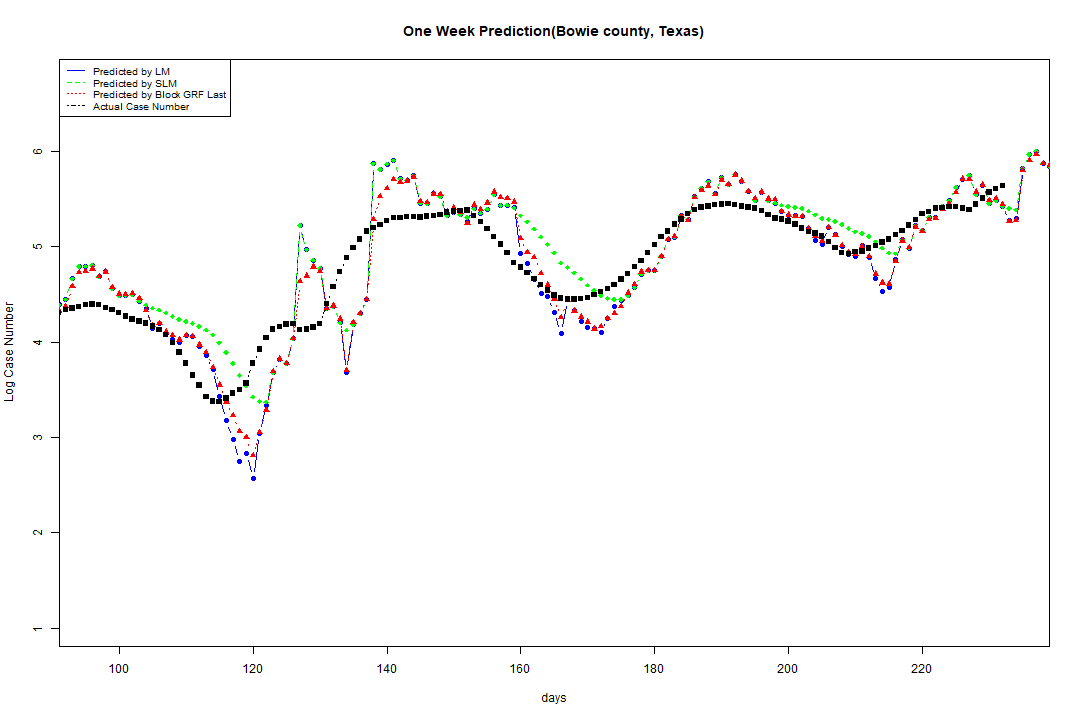 One Week Prediction(Bowie county, Texas)
Predicted by LM
Predicted by SLM
Predicted by Block GRF Last
Actual Case Number
Log Case Number
6
5
4
3
2
1
100 120 140 160 180 200 220
days